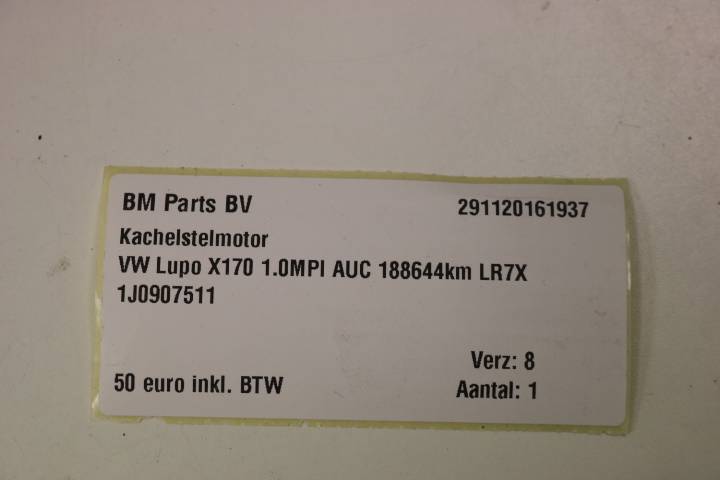 BM Parts BV 291120161937
Kachelstelmotor
VW Lupo X170 1.0MPI AUC 188644km LR7X
1J0907511
Verz: 8
50 euro inkl. BTW Aantal: 1